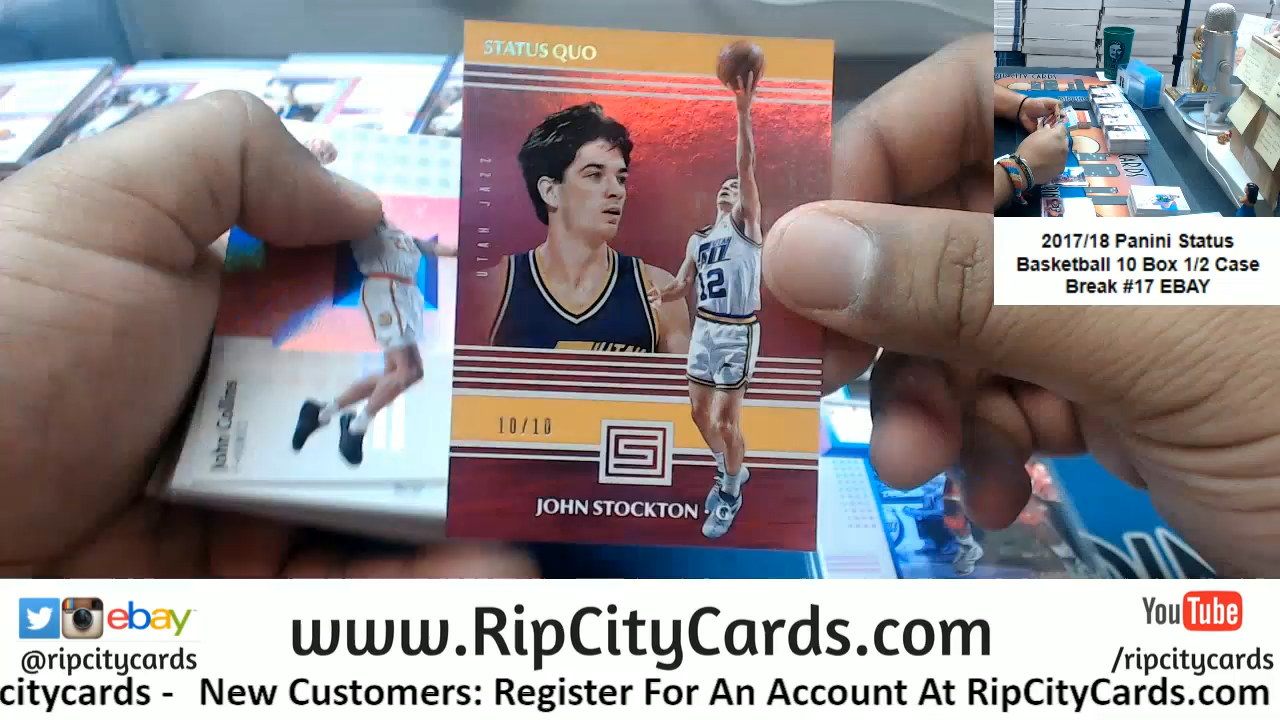 STATUS QUO
UTAH JAZZ
12
10/10
JOHN STOCKTON · G
John Collins
2017/18 Panini Status
Basketball 10 Box 1/2 Case
Break #17 EBAY
ebay
www.RipCityCards.com
YouTube
@ripcitycards
/ripcitycards
citycards - New Customers: Register For An Account At RipCityCards.com